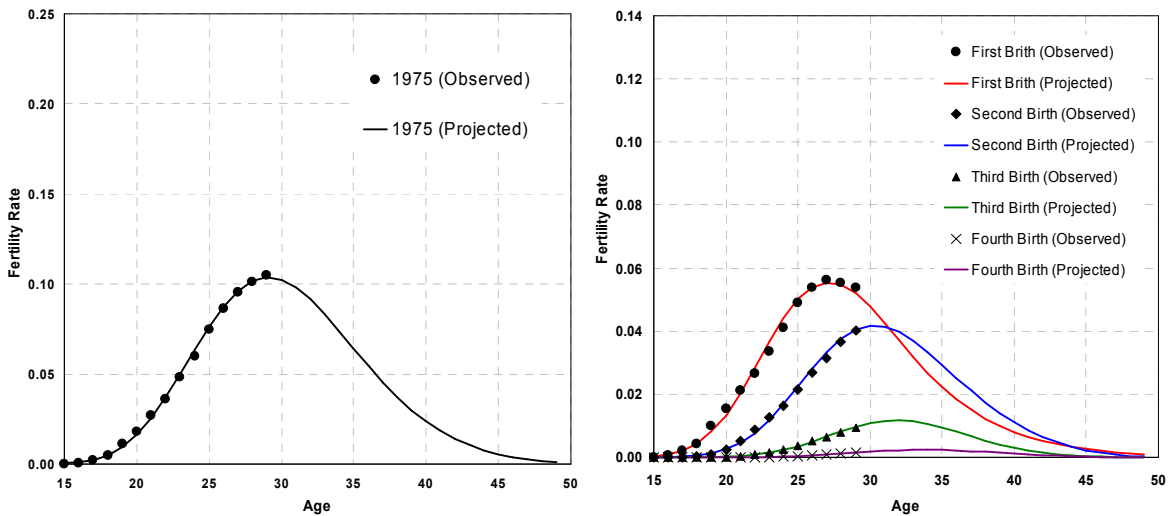 0.25
0.20
0.15
0.10
0.05
0.00
Fertility Rate
15 20 25 30 35 40 45 50
Age
1975 (Observed)
1975 (Projected)
0.14
0.12
0.10
0.08
0.06
0.04
0.02
0.00
Fertility Rate
15 20 25 30 35 40 45 50
Age
First Brith (Observed)
First Brith (Projected)
Second Birth (Observed)
Second Birth (Projected)
Third Birth (Observed)
Third Birth (Projected)
Fourth Birth (Observed)
Fourth Birth (Projected)